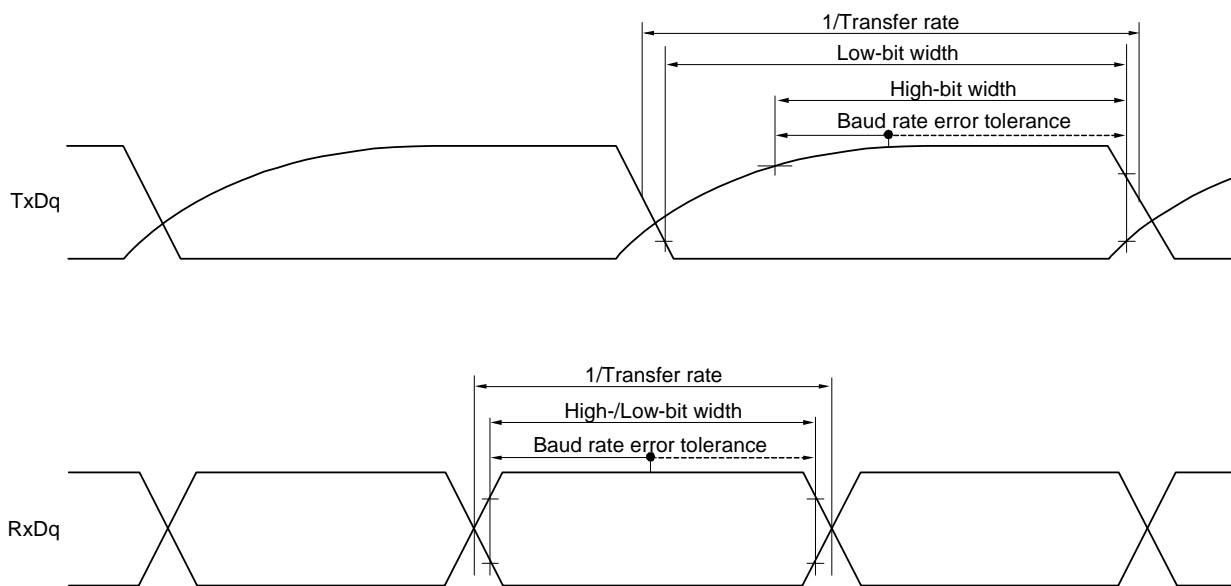 1/Transfer rate
Low-bit width
High-bit width
Baud rate error tolerance
TxDq
1/Transfer rate
High-/Low-bit width
Baud rate error tolerance
RxDq